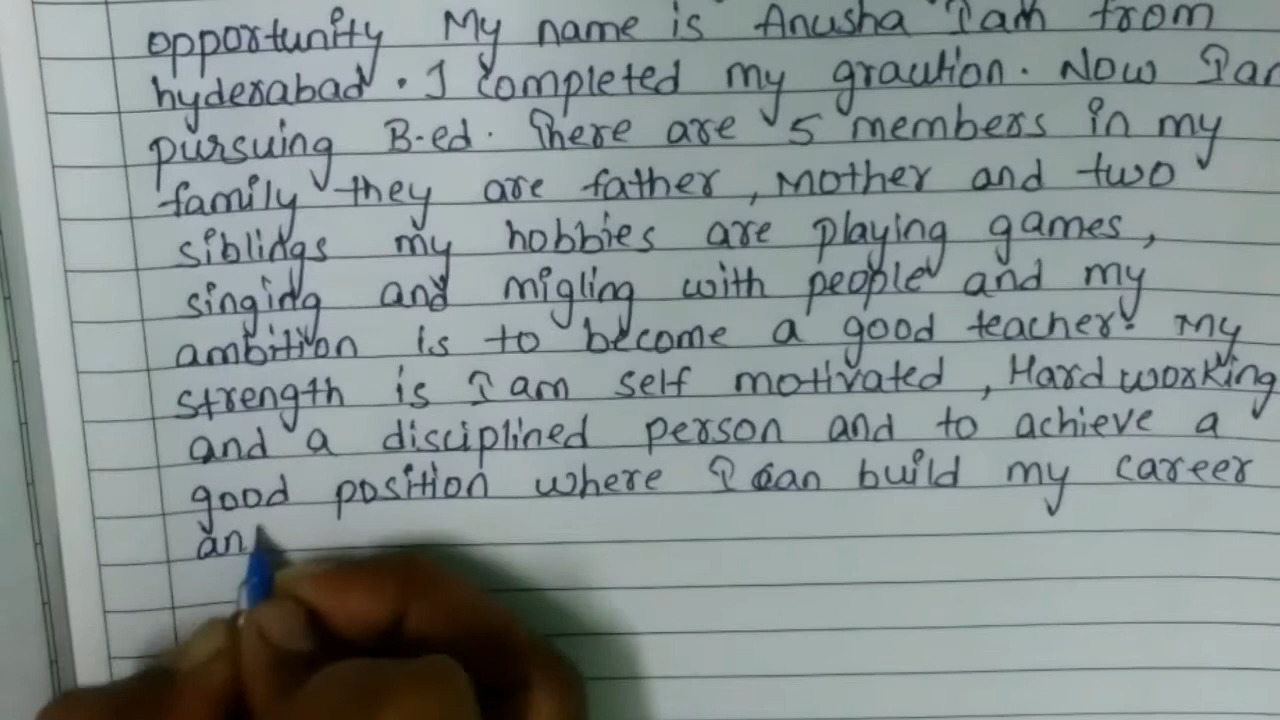 opportunity My name is Anusha I am from
hyderabad. I completed my graution. Now I am
pursuing B.ed. There are 5 members in my
family they are father, Mother and two
siblings my hobbies are playing games,
singing and migling with people and my
ambition is to become a good teacher. My
strength is I am self motivated, Hard working
and a disciplined person and to achieve a
good position where I can build my career
an